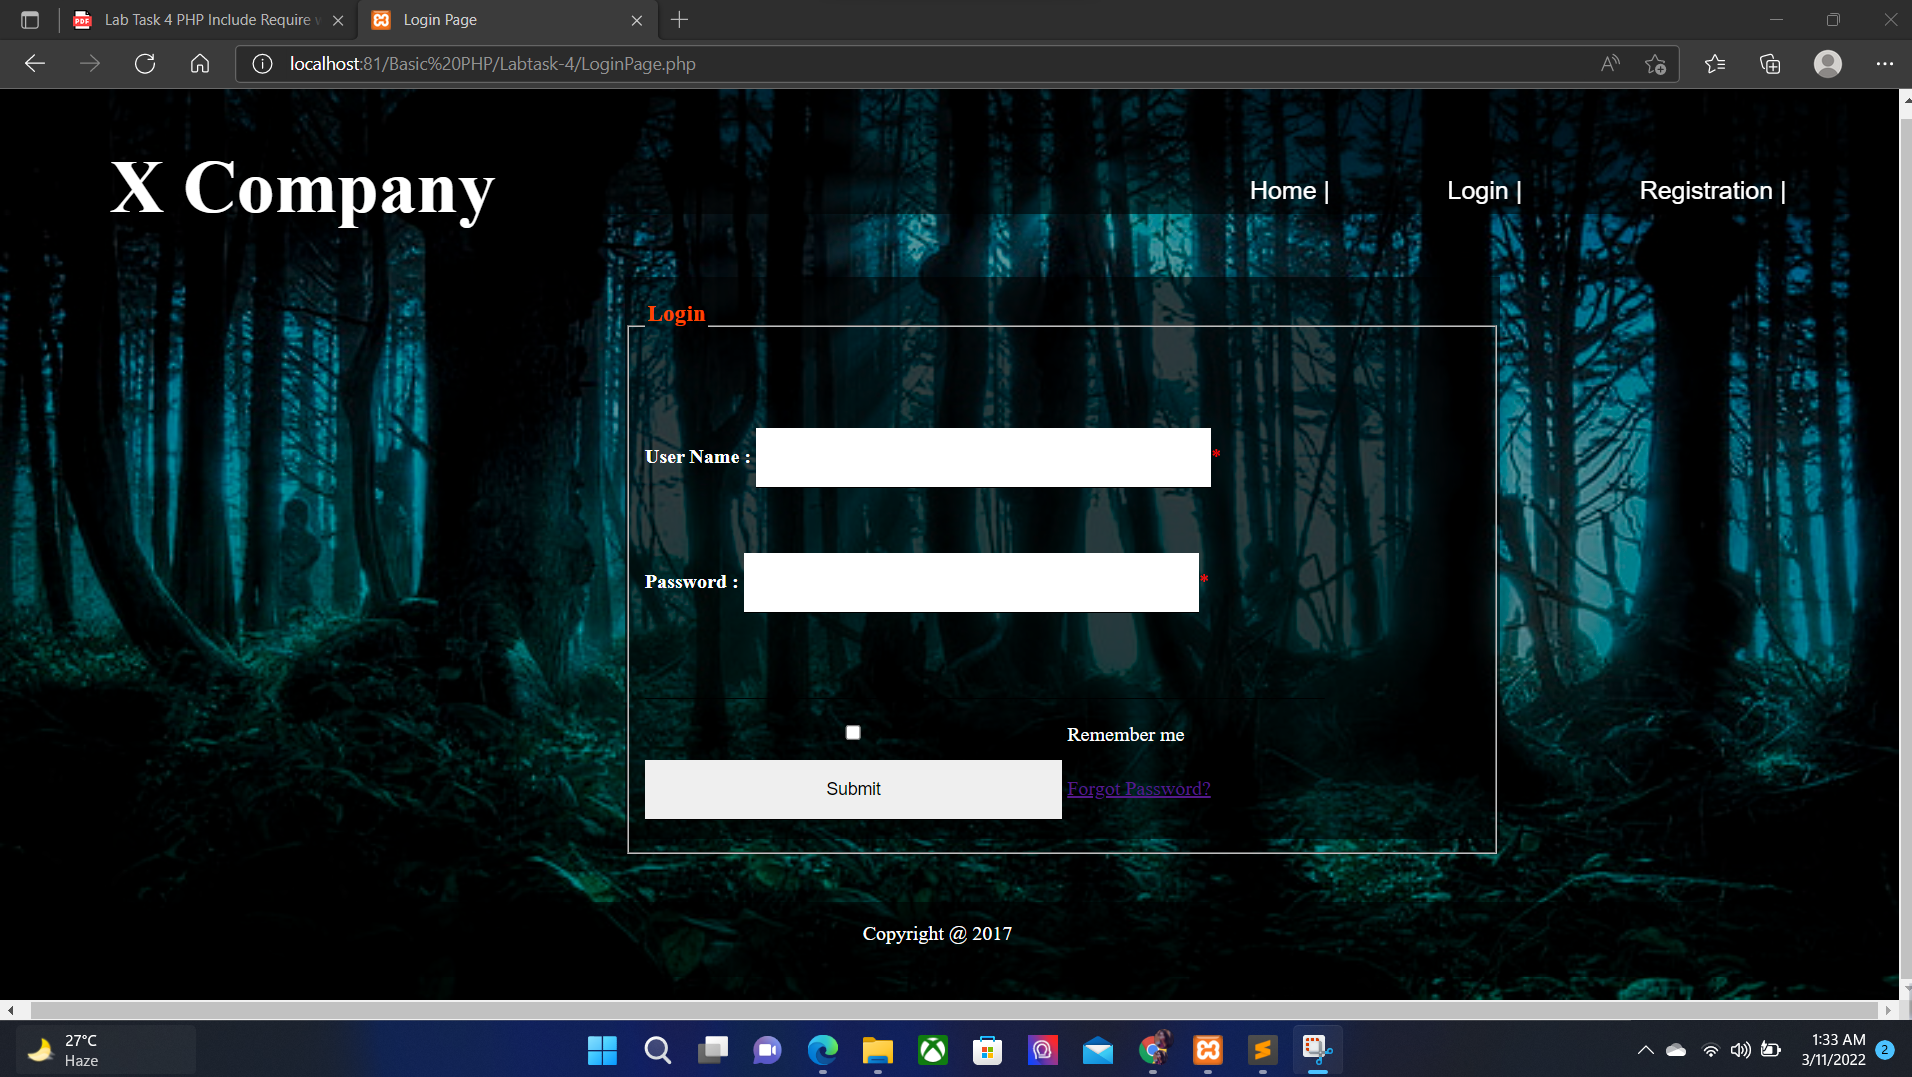 Lab Task 4 PHP Include Require
Login Page
localhost:81/Basic%20PHP/Labtask-4/LoginPage.php
X Company
Home |
Login |
Registration |
Login
User Name : *
Password : *
Remember me
Submit
Forgot Password?
Copyright @ 2017
27°C
Haze
1:33 AM
3/11/2022
2